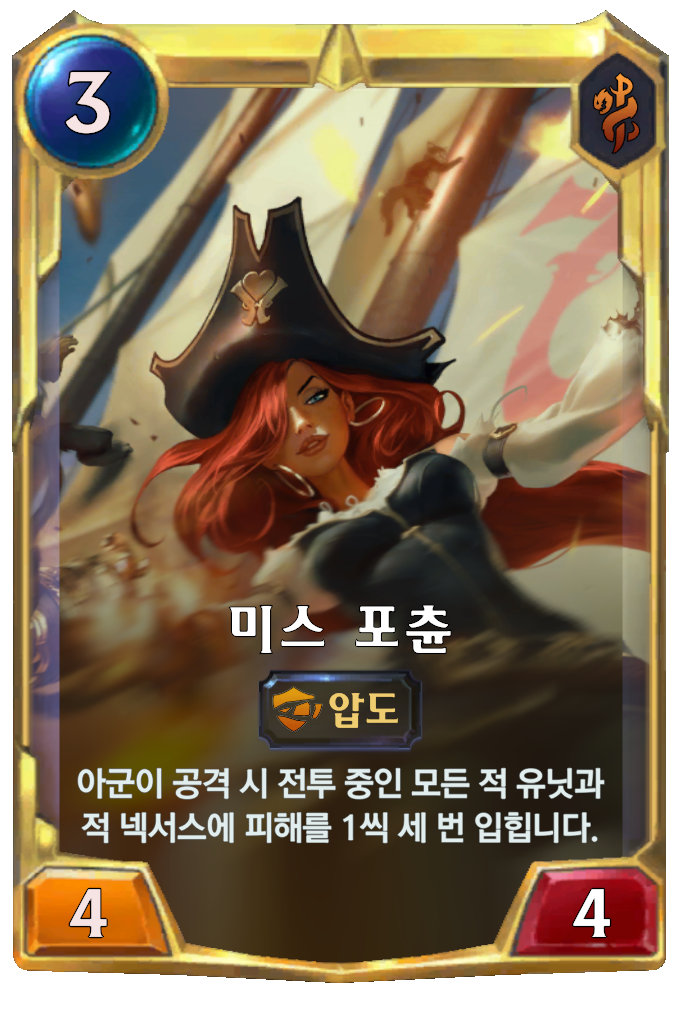 3
미스 포츈
압도
아군이 공격 시 전투 중인 모든 적 유닛과
적 넥서스에 피해를 1씩 세 번 입힙니다.
4
4